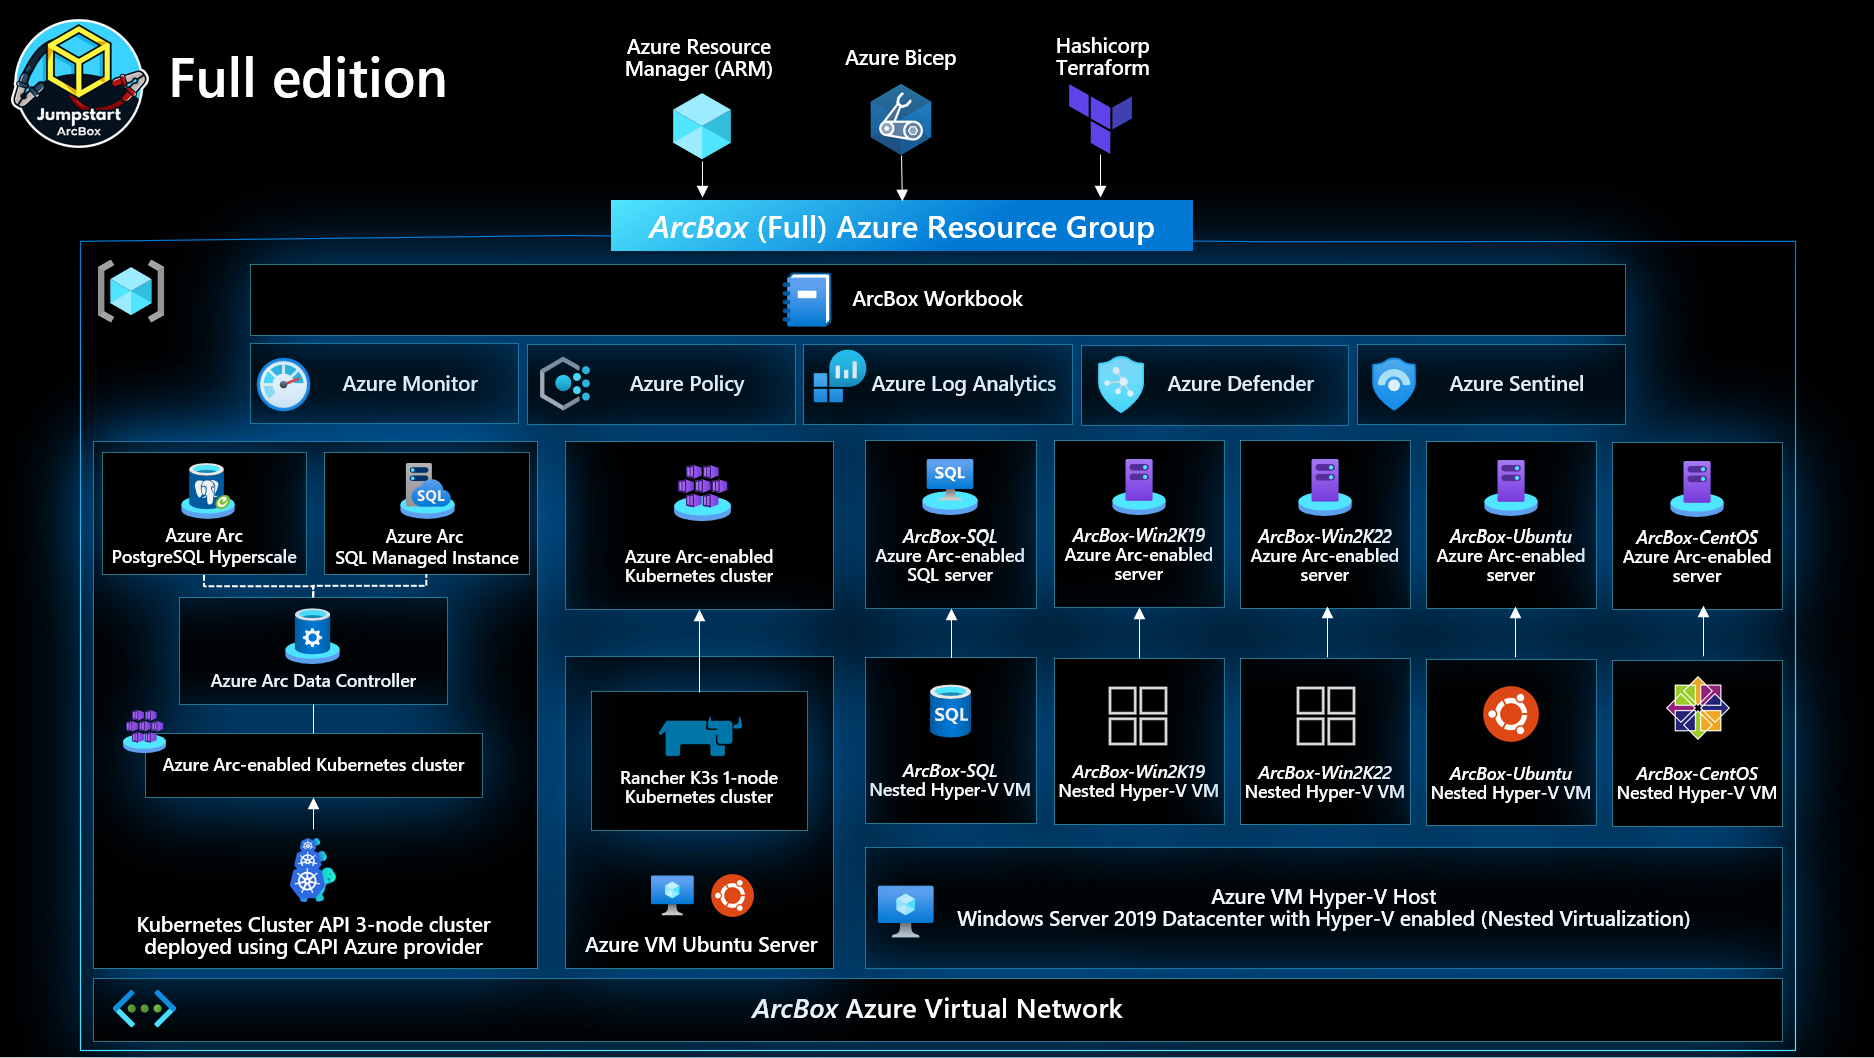 Jumpstart
ArcBox
Full edition
Azure Resource
Manager (ARM)
Azure Bicep
Hashicorp
Terraform
ArcBox (Full) Azure Resource Group
ArcBox Workbook
Azure Monitor
Azure Policy
Azure Log Analytics
Azure Defender
Azure Sentinel
Azure Arc
PostgreSQL Hyperscale
SQL
Azure Arc
SQL Managed Instance
Azure Arc Data Controller
Azure Arc-enabled Kubernetes cluster
Kubernetes Cluster API 3-node cluster
deployed using CAPI Azure provider
Azure Arc-enabled
Kubernetes cluster
Rancher K3s 1-node
Kubernetes cluster
Azure VM Ubuntu Server
SQL
ArcBox-SQL
Azure Arc-enabled
SQL server
ArcBox-Win2K19
Azure Arc-enabled
server
ArcBox-Win2K22
Azure Arc-enabled
server
ArcBox-Ubuntu
Azure Arc-enabled
server
ArcBox-CentOS
Azure Arc-enabled
server
SQL
ArcBox-SQL
Nested Hyper-V VM
ArcBox-Win2K19
Nested Hyper-V VM
ArcBox-Win2K22
Nested Hyper-V VM
ArcBox-Ubuntu
Nested Hyper-V VM
ArcBox-CentOS
Nested Hyper-V VM
Azure VM Hyper-V Host
Windows Server 2019 Datacenter with Hyper-V enabled (Nested Virtualization)
ArcBox Azure Virtual Network